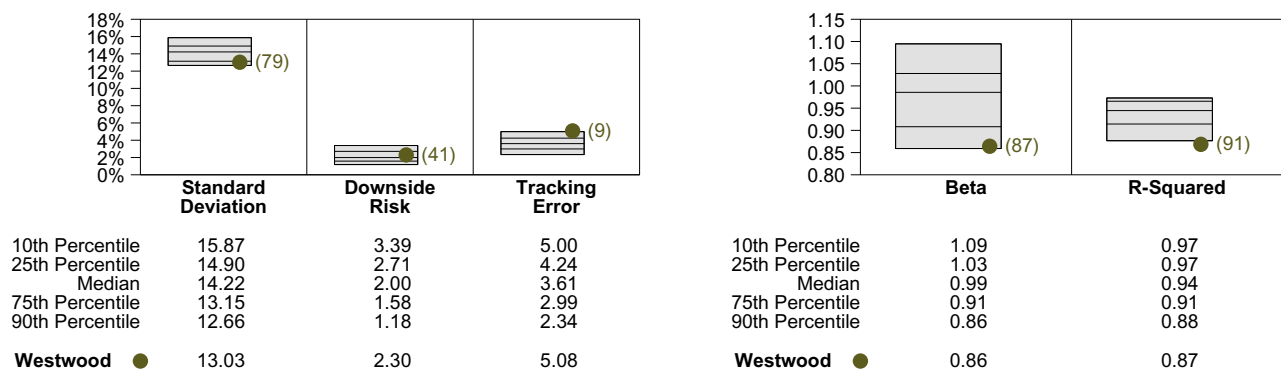 18%
16%
14%
12%
10%
8%
6%
4%
2%
0%
(79)
(41)
(9)
Standard
Deviation
Downside
Risk
Tracking
Error
10th Percentile 15.87 3.39 5.00
25th Percentile 14.90 2.71 4.24
Median 14.22 2.00 3.61
75th Percentile 13.15 1.58 2.99
90th Percentile 12.66 1.18 2.34
Westwood 13.03 2.30 5.08
1.15
1.10
1.05
1.00
0.95
0.90
0.85
0.80
(87)
(91)
Beta
R-Squared
10th Percentile 1.09 0.97
25th Percentile 1.03 0.97
Median 0.99 0.94
75th Percentile 0.91 0.91
90th Percentile 0.86 0.88
Westwood 0.86 0.87